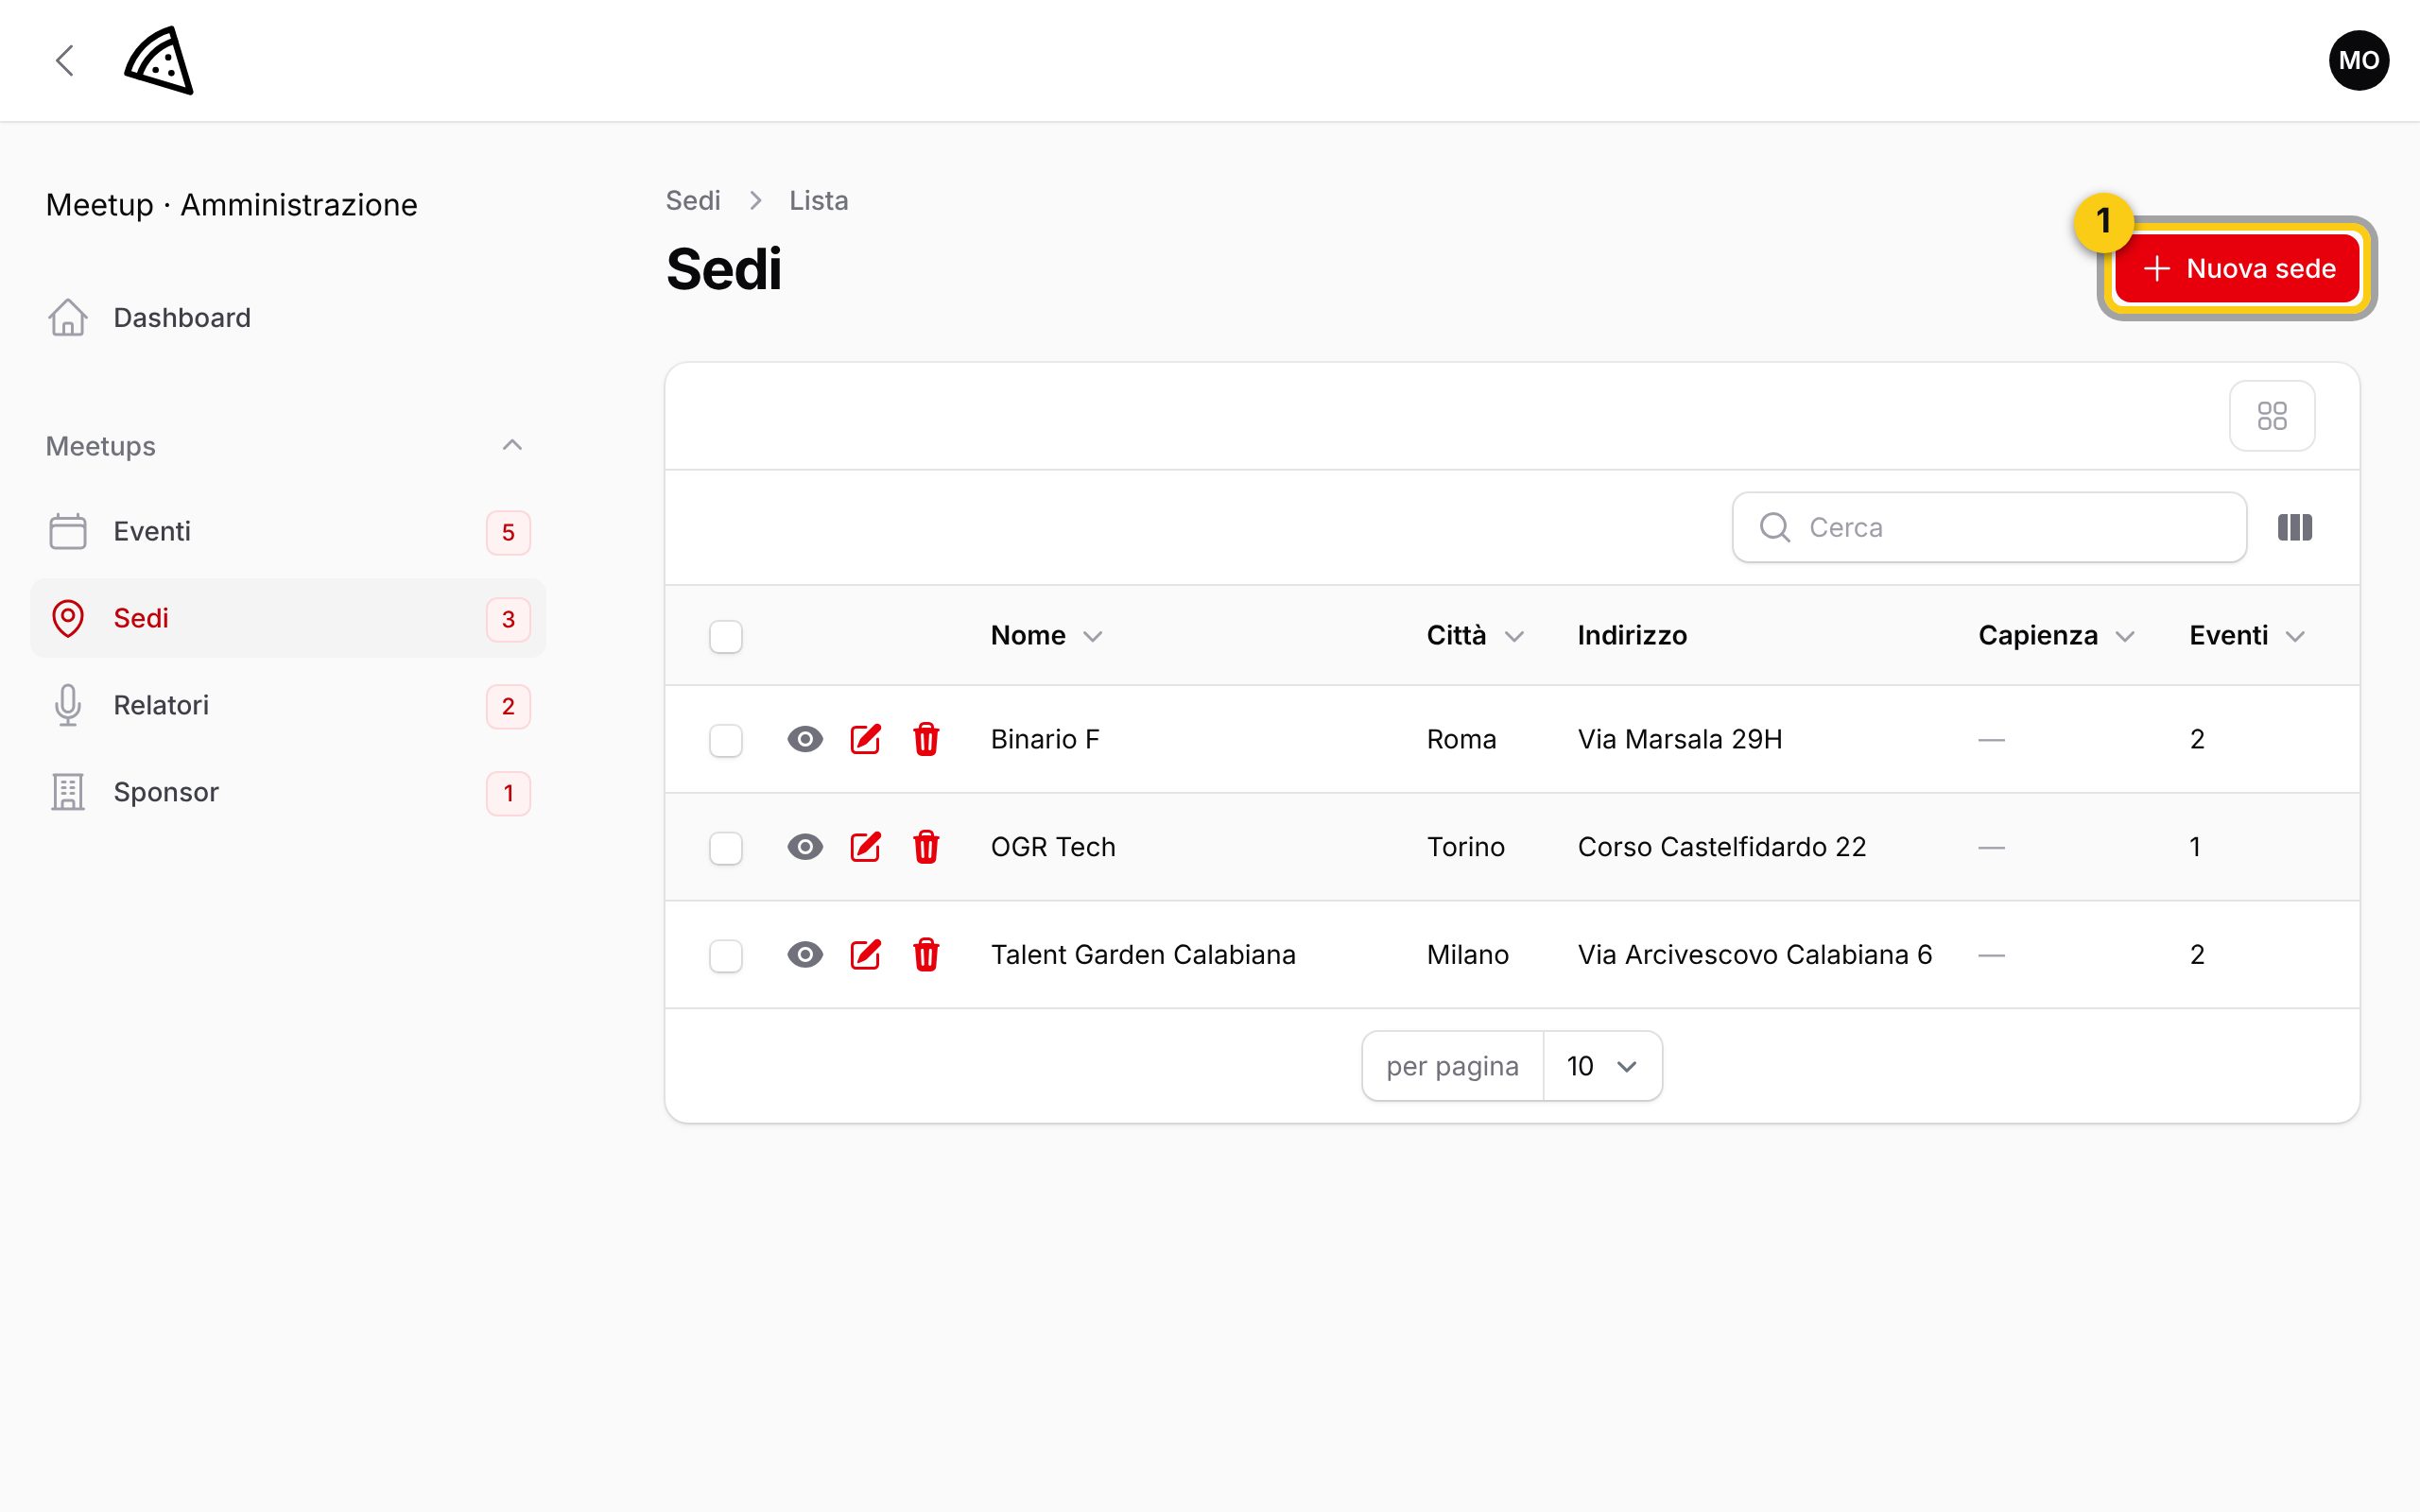 MO
Meetup · Amministrazione
Dashboard
Meetups
Eventi 5
Sedi 3
Relatori 2
Sponsor 1
Sedi > Lista
Sedi
1
Nuova sede
Cerca
Nome Città Indirizzo Capienza Eventi
Binario F Roma Via Marsala 29H — 2
OGR Tech Torino Corso Castelfidardo 22 — 1
Talent Garden Calabiana Milano Via Arcivescovo Calabiana 6 — 2
per pagina 10